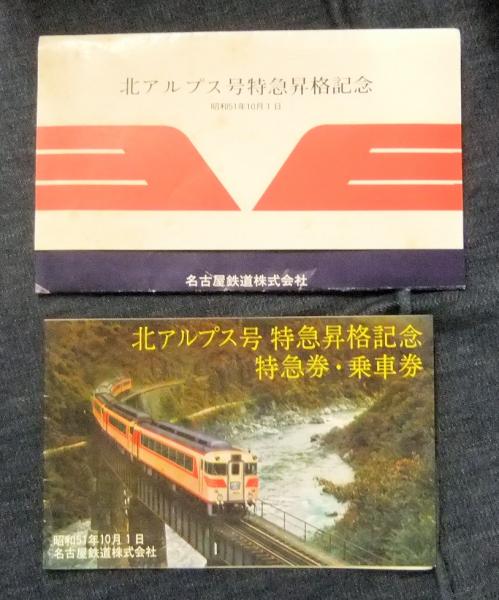 北アルプス号特急昇格記念
昭和51年10月1日
名古屋鉄道株式会社
北アルプス号 特急昇格記念
特急券・乗車券
昭和51年10月1日
名古屋鉄道株式会社